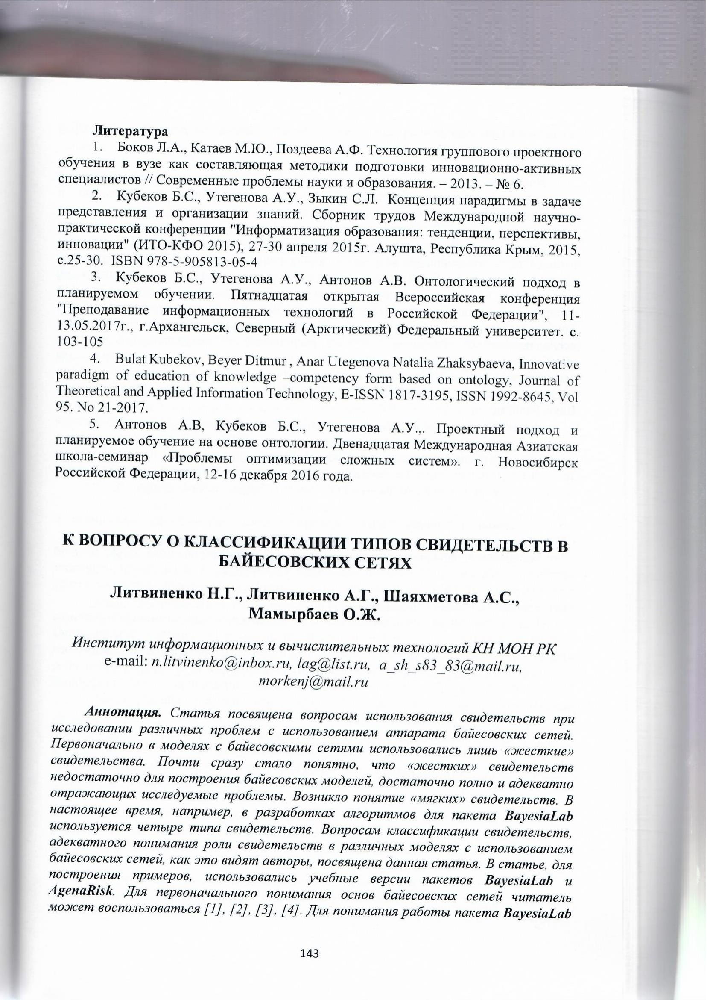 Литература
1. Боков Л.А., Катаев М.Ю., Поздеева А.Ф. Технология группового проектного
обучения в вузе как составляющая методики подготовки инновационно-активных
специалистов // Современные проблемы науки и образования. – 2013. – № 6.
2. Кубеков Б.С., Утегенова А.У., Зыкин С.Л. Концепция парадигмы в задаче
представления и организации знаний. Сборник трудов Международной научно-
практической конференции "Информатизация образования: тенденции, перспективы,
инновации" (ИТО-КФО 2015), 27-30 апреля 2015г. Алушта, Республика Крым, 2015,
с.25-30. ISBN 978-5-905813-05-4
3. Кубеков Б.С., Утегенова А.У., Антонов А.В. Онтологический подход в
планируемом обучении. Пятнадцатая открытая Всероссийская конференция
"Преподавание информационных технологий в Российской Федерации", 11-
13.05.2017г., г.Архангельск, Северный (Арктический) Федеральный университет. с.
103-105
4. Bulat Kubekov, Beyer Ditmur , Anar Utegenova Natalia Zhaksybaeva, Innovative
paradigm of education of knowledge –competency form based on ontology, Journal of
Theoretical and Applied Information Technology, E-ISSN 1817-3195, ISSN 1992-8645, Vol
95. No 21-2017.
5. Антонов А.В, Кубеков Б.С., Утегенова А.У.,. Проектный подход и
планируемое обучение на основе онтологии. Двенадцатая Международная Азиатская
школа-семинар «Проблемы оптимизации сложных систем». г. Новосибирск
Российской Федерации, 12-16 декабря 2016 года.
К ВОПРОСУ О КЛАССИФИКАЦИИ ТИПОВ СВИДЕТЕЛЬСТВ В
БАЙЕСОВСКИХ СЕТЯХ
Литвиненко Н.Г., Литвиненко А.Г., Шаяхметова А.С.,
Мамырбаев О.Ж.
Институт информационных и вычислительных технологий КН МОН РК
e-mail: n.litvinenko@inbox.ru, lag@list.ru, a_sh_s83_83@mail.ru,
morkenj@mail.ru
Аннотация. Статья посвящена вопросам использования свидетельств при
исследовании различных проблем с использованием аппарата байесовских сетей.
Первоначально в моделях с байесовскими сетями использовались лишь «жесткие»
свидетельства. Почти сразу стало понятно, что «жестких» свидетельств
недостаточно для построения байесовских моделей, достаточно полно и адекватно
отражающих исследуемые проблемы. Возникло понятие «мягких» свидетельств. В
настоящее время, например, в разработках алгоритмов для пакета BayesiaLab
используется четыре типа свидетельств. Вопросам классификации свидетельств,
адекватного понимания роли свидетельств в различных моделях с использованием
байесовских сетей, как это видят авторы, посвящена данная статья. В статье, для
построения примеров, использовались учебные версии пакетов BayesiaLab и
AgenaRisk. Для первоначального понимания основ байесовских сетей читатель
может воспользоваться [1], [2], [3], [4]. Для понимания работы пакета BayesiaLab
143